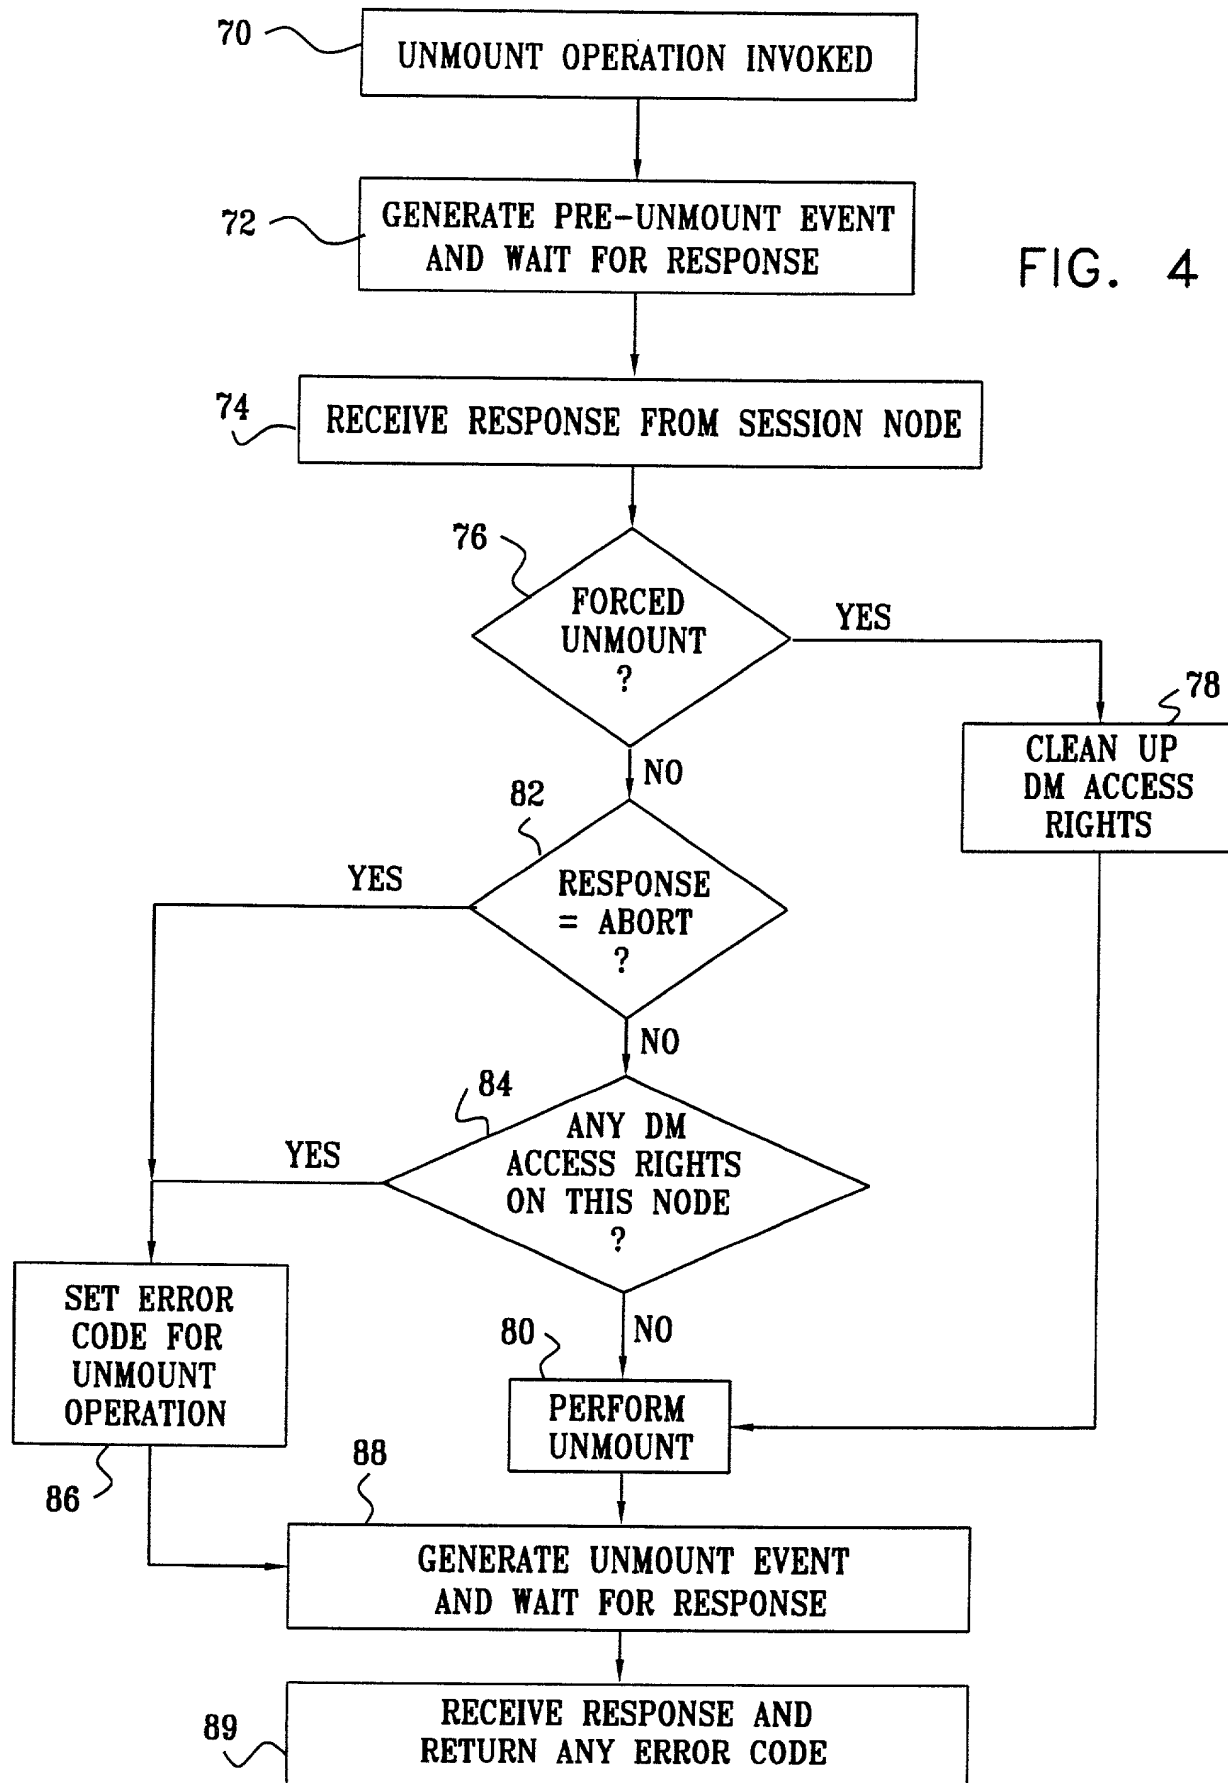 70
UNMOUNT OPERATION INVOKED
72
GENERATE PRE-UNMOUNT EVENT
AND WAIT FOR RESPONSE
FIG. 4
74
RECEIVE RESPONSE FROM SESSION NODE
76
FORCED
UNMOUNT
?
YES
78
CLEAN UP
DM ACCESS
RIGHTS
NO
82
RESPONSE
= ABORT
?
YES
NO
84
ANY DM
ACCESS RIGHTS
ON THIS NODE
?
YES
SET ERROR
CODE FOR
UNMOUNT
OPERATION
86
NO
80
PERFORM
UNMOUNT
88
GENERATE UNMOUNT EVENT
AND WAIT FOR RESPONSE
89
RECEIVE RESPONSE AND
RETURN ANY ERROR CODE